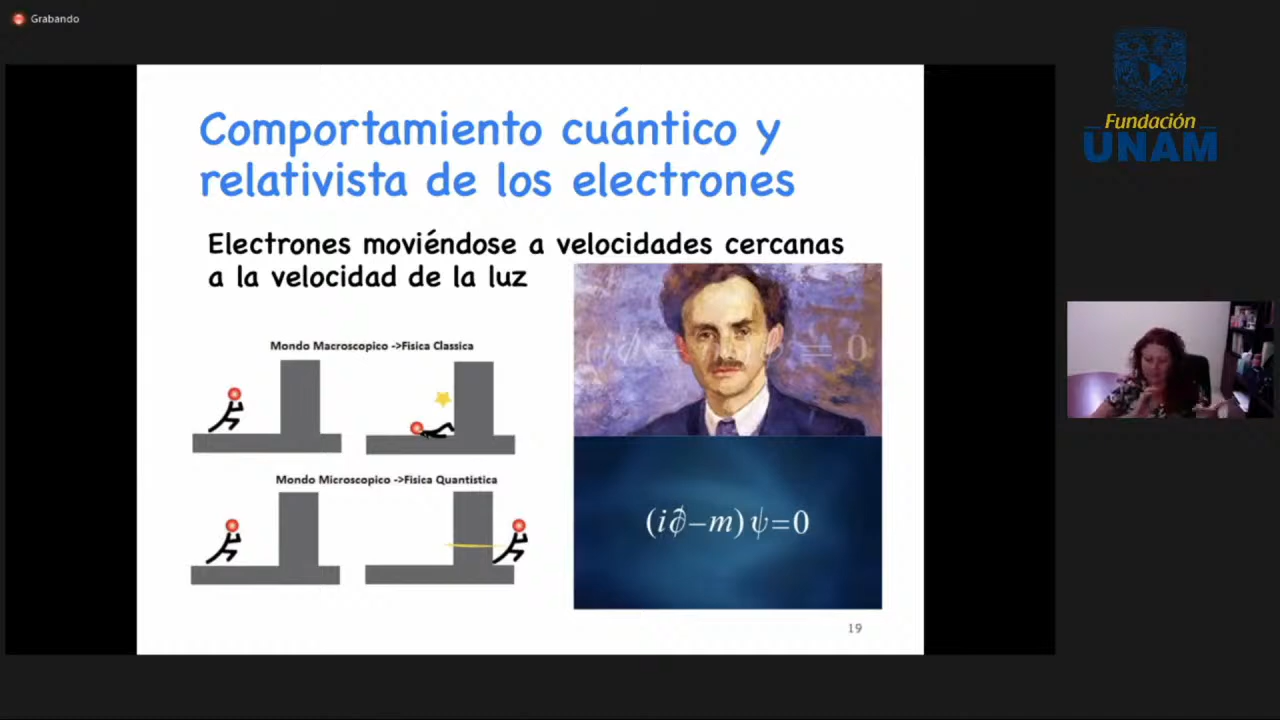 Grabando
Fundación
UNAM
Comportamiento cuántico y
relativista de los electrones
Electrones moviéndose a velocidades cercanas
a la velocidad de la luz
Mondo Macroscopico ->Fisica Classica
Mondo Microscopico ->Fisica Quantistica
(i∂̸ – m) ψ = 0
(i∂̸–m) ψ=0
19